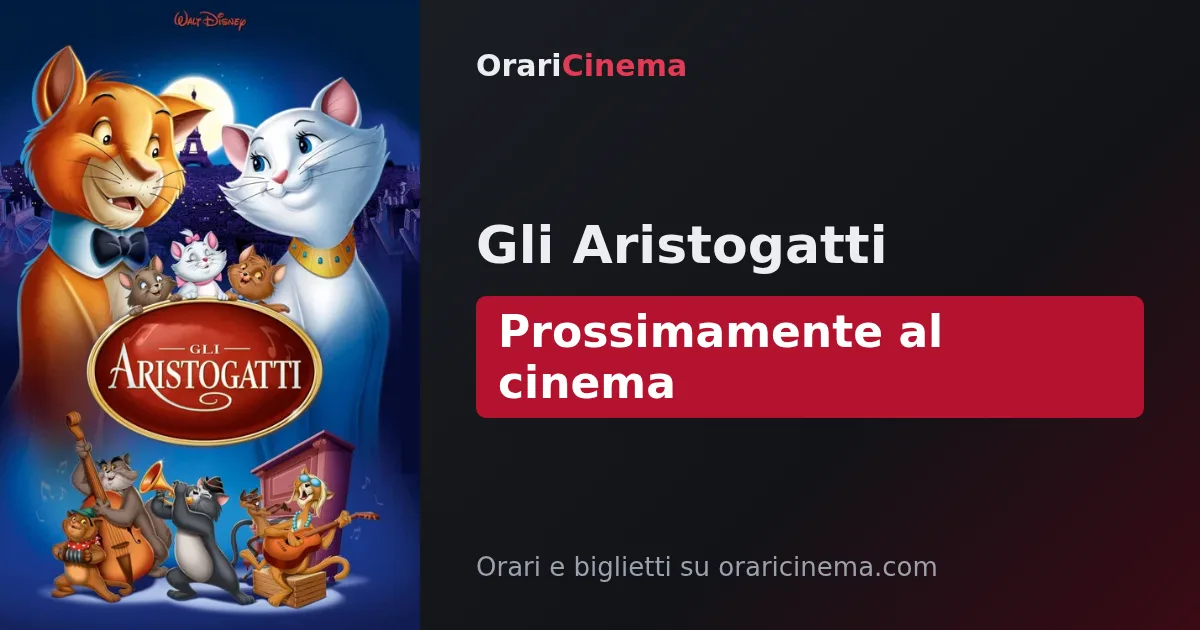 WALT DISNEY
GLI
ARISTOGATTI
OrariCinema
Gli Aristogatti
Prossimamente al
cinema
Orari e biglietti su oraricinema.com